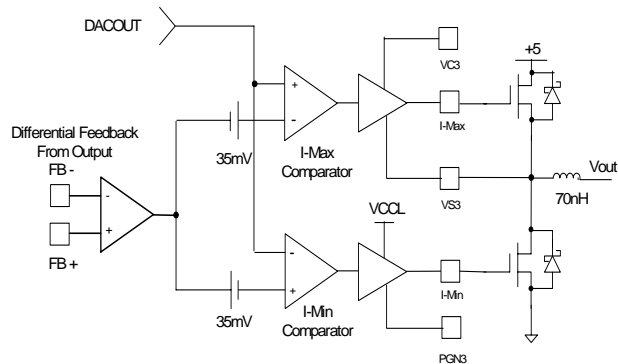 DACOUT
+5
VC3
+
-
I-Max
Differential Feedback
From Output
35mV
I-Max
Comparator
FB -
-
Vout
VS3
70nH
VCCL
FB +
+
-
+
I-Min
35mV
I-Min
Comparator
PGN3